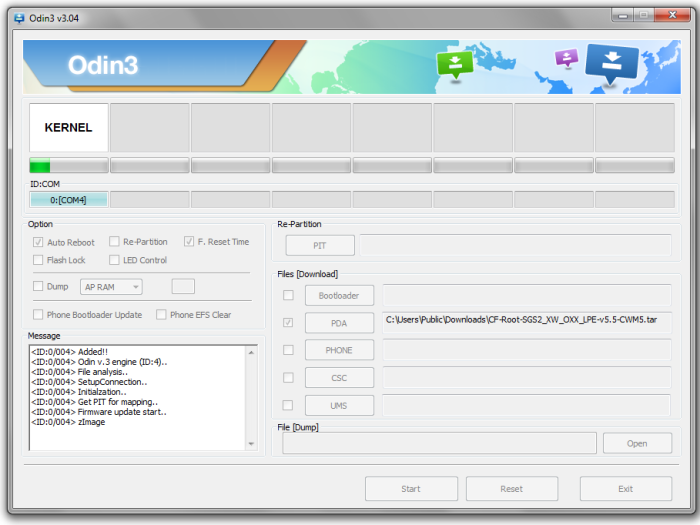 Odin3 v3.04
Odin3
KERNEL
ID:COM
0:[COM4]
Option
Auto Reboot Re-Partition F. Reset Time
Flash Lock LED Control
Dump AP RAM
Phone Bootloader Update Phone EFS Clear
Message
<ID:0/004> Added!!
<ID:0/004> Odin v.3 engine (ID:4)..
<ID:0/004> File analysis..
<ID:0/004> SetupConnection..
<ID:0/004> Initialzation..
<ID:0/004> Get PIT for mapping..
<ID:0/004> Firmware update start..
<ID:0/004> zImage
Re-Partition
PIT
Files [Download]
Bootloader
PDA C:\Users\Public\Downloads\CF-Root-SGS2_XW_OXX_LPE-v5.5-CWM5.tar
PHONE
CSC
UMS
File [Dump]
Open
Start Reset Exit